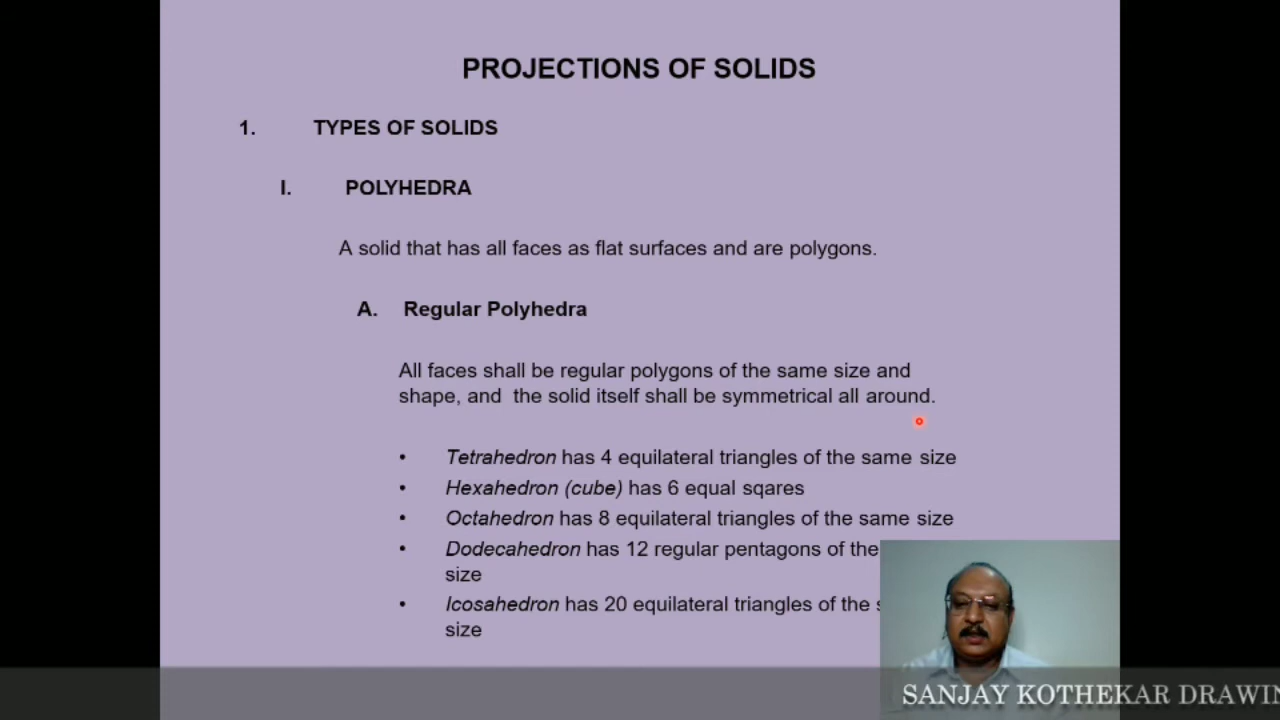 PROJECTIONS OF SOLIDS
1. TYPES OF SOLIDS
I. POLYHEDRA
A solid that has all faces as flat surfaces and are polygons.
A. Regular Polyhedra
All faces shall be regular polygons of the same size and
shape, and the solid itself shall be symmetrical all around.
• Tetrahedron has 4 equilateral triangles of the same size
• Hexahedron (cube) has 6 equal sqares
• Octahedron has 8 equilateral triangles of the same size
• Dodecahedron has 12 regular pentagons of the
size
• Icosahedron has 20 equilateral triangles of the
size
SANJAY KOTHEKAR